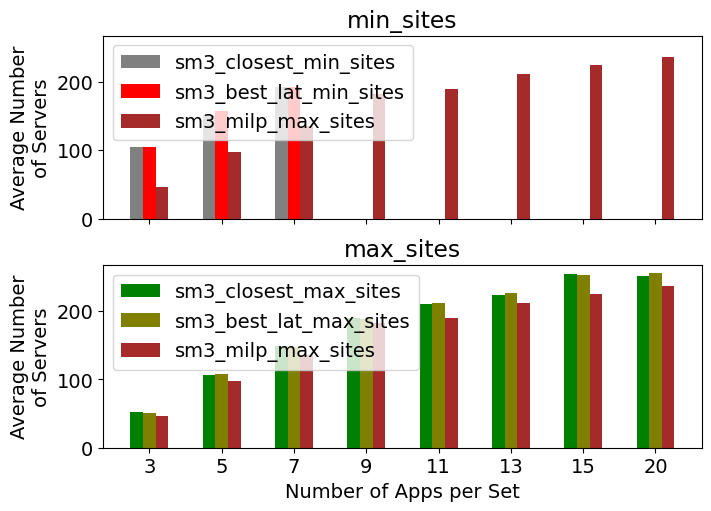 min_sites
Average Number
of Servers
200
100
0
sm3_closest_min_sites
sm3_best_lat_min_sites
sm3_milp_max_sites
max_sites
Average Number
of Servers
200
100
0
sm3_closest_max_sites
sm3_best_lat_max_sites
sm3_milp_max_sites
3 5 7 9 11 13 15 20
Number of Apps per Set